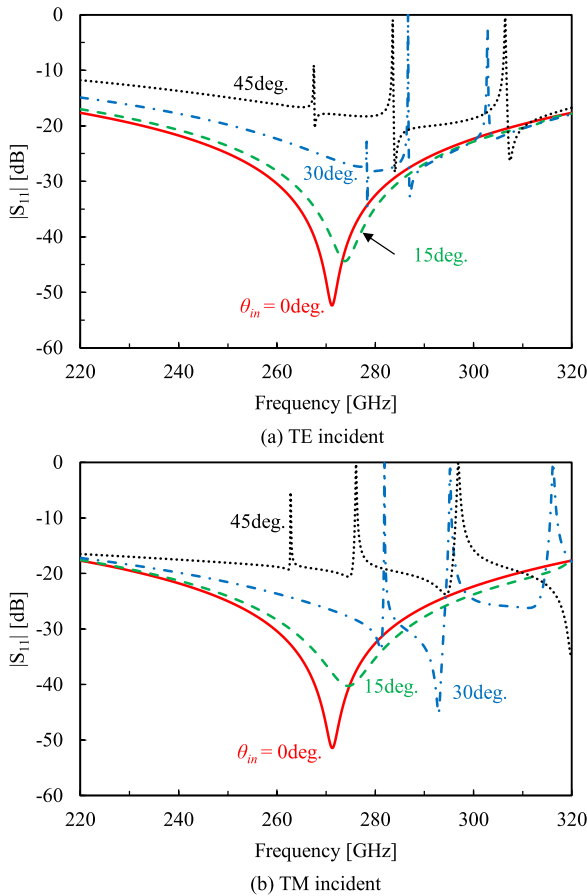 0
-10
-20
-30
-40
-50
-60
|S₁₁| [dB]
45deg.
30deg.
15deg.
θᵢₙ = 0deg.
220 240 260 280 300 320
Frequency [GHz]
(a) TE incident
0
-10
-20
-30
-40
-50
-60
|S₁₁| [dB]
45deg.
15deg.
30deg.
θᵢₙ = 0deg.
220 240 260 280 300 320
Frequency [GHz]
(b) TM incident